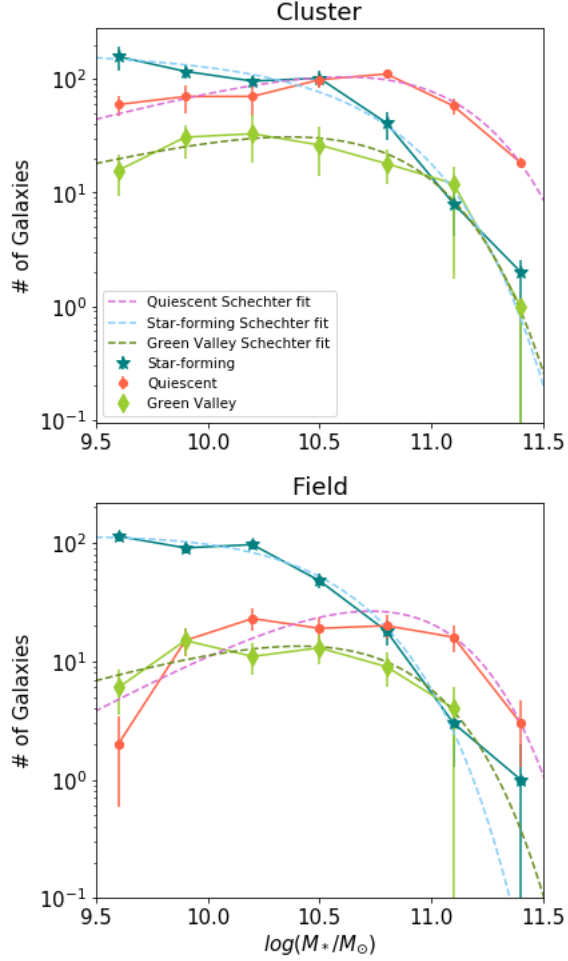 Cluster
# of Galaxies
10²
10¹
10⁰
10⁻¹
Quiescent Schechter fit
Star-forming Schechter fit
Green Valley Schechter fit
Star-forming
Quiescent
Green Valley
9.5 10.0 10.5 11.0 11.5
Field
# of Galaxies
10²
10¹
10⁰
10⁻¹
9.5 10.0 10.5 11.0 11.5
log(M*/M⊙)